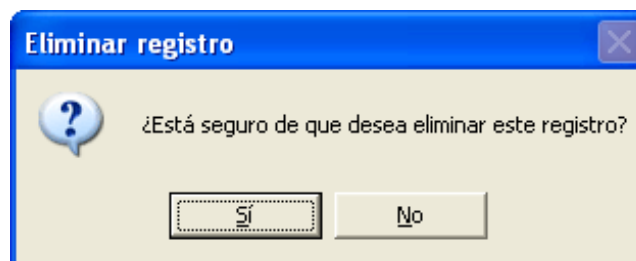 Eliminar registro
¿Está seguro de que desea eliminar este registro?
Sí
No